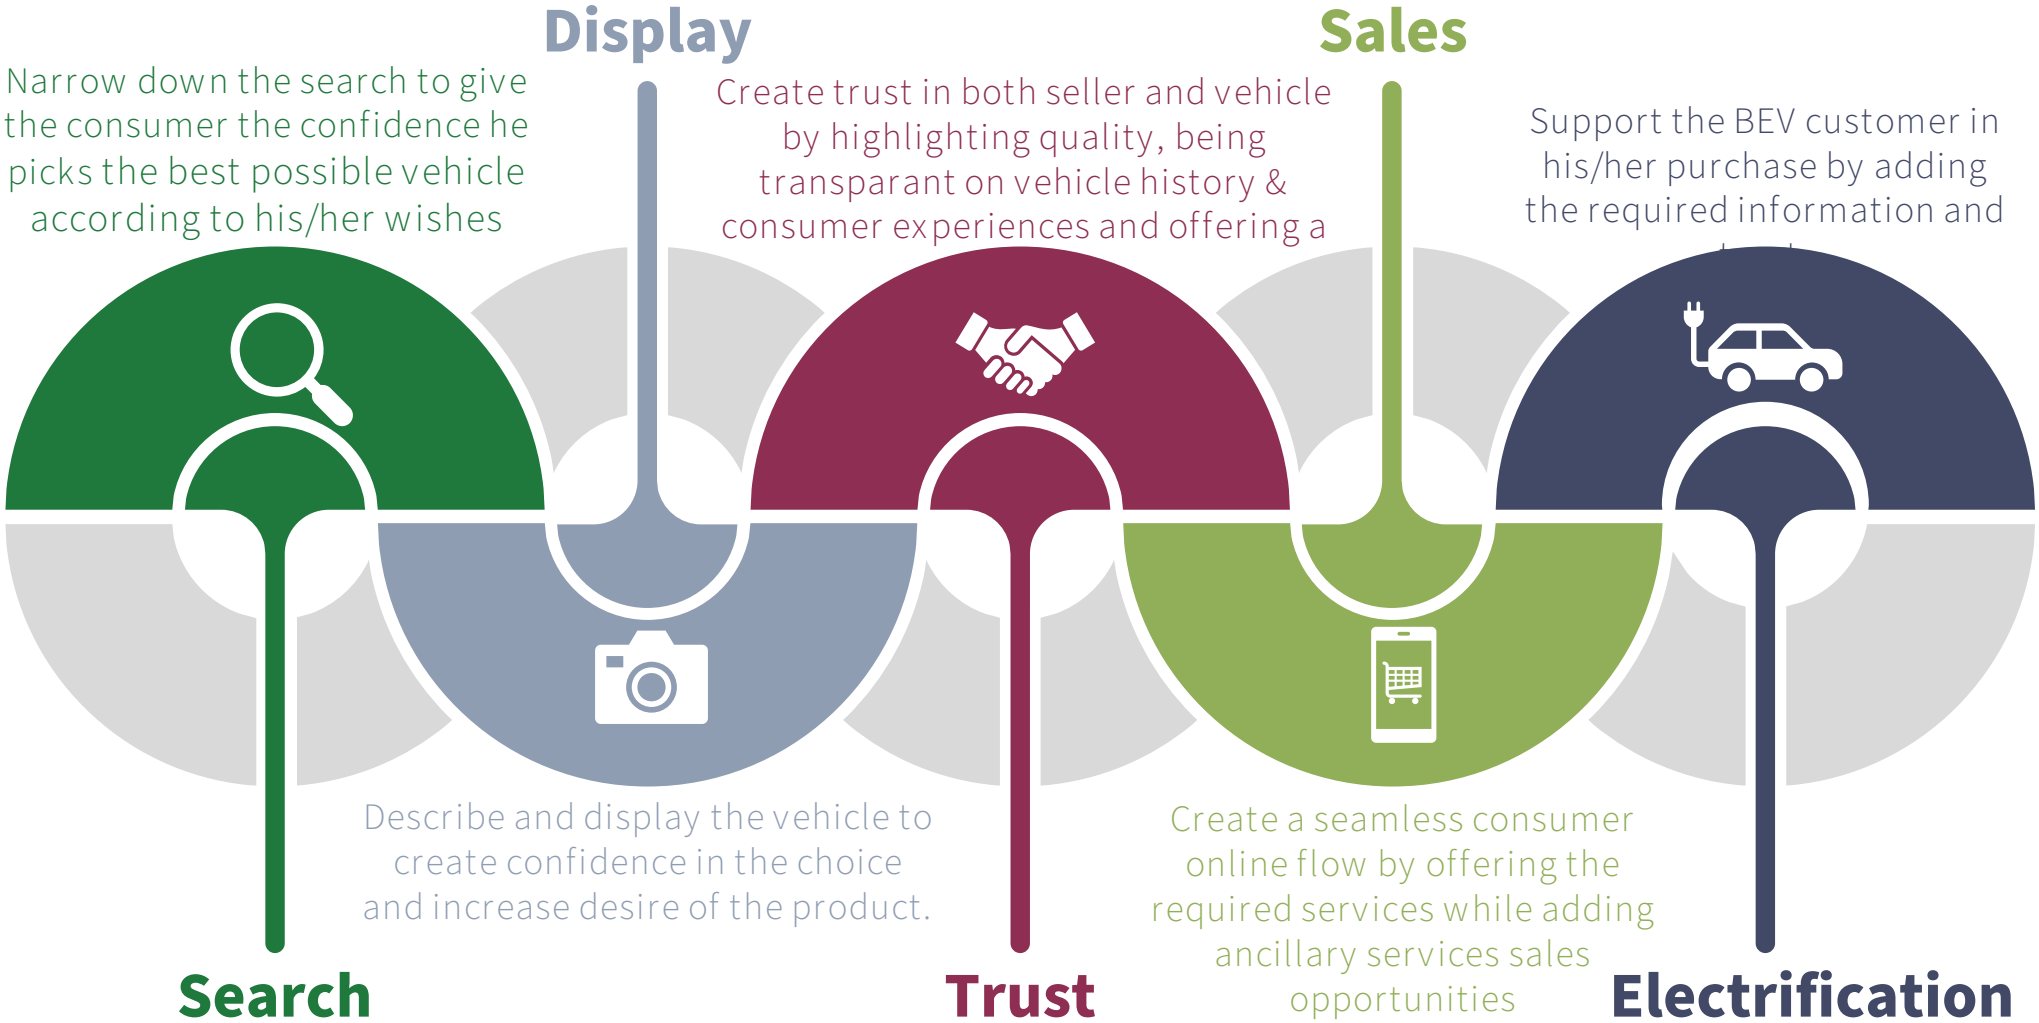 Display
Sales
Narrow down the search to give
the consumer the confidence he
picks the best possible vehicle
according to his/her wishes
Create trust in both seller and vehicle
by highlighting quality, being
transparant on vehicle history &
consumer experiences and offering a
Support the BEV customer in
his/her purchase by adding
the required information and
Describe and display the vehicle to
create confidence in the choice
and increase desire of the product.
Create a seamless consumer
online flow by offering the
required services while adding
ancillary services sales
opportunities
Search
Trust
Electrification